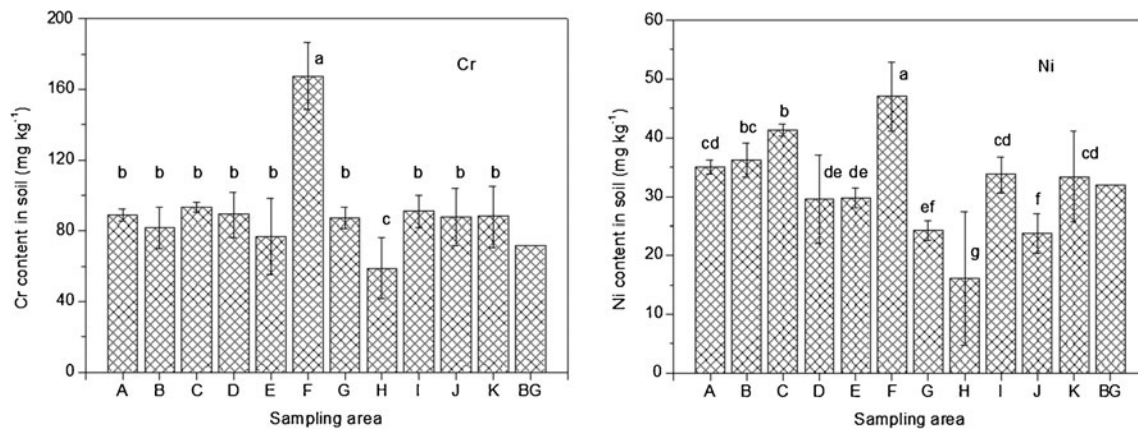 Cr content in soil (mg kg⁻¹)
200
160
120
80
40
0
Cr
b b b b b a b c b b b
A B C D E F G H I J K BG
Sampling area
Ni content in soil (mg kg⁻¹)
60
50
40
30
20
10
0
Ni
cd bc b de de a ef g cd f cd
A B C D E F G H I J K BG
Sampling area